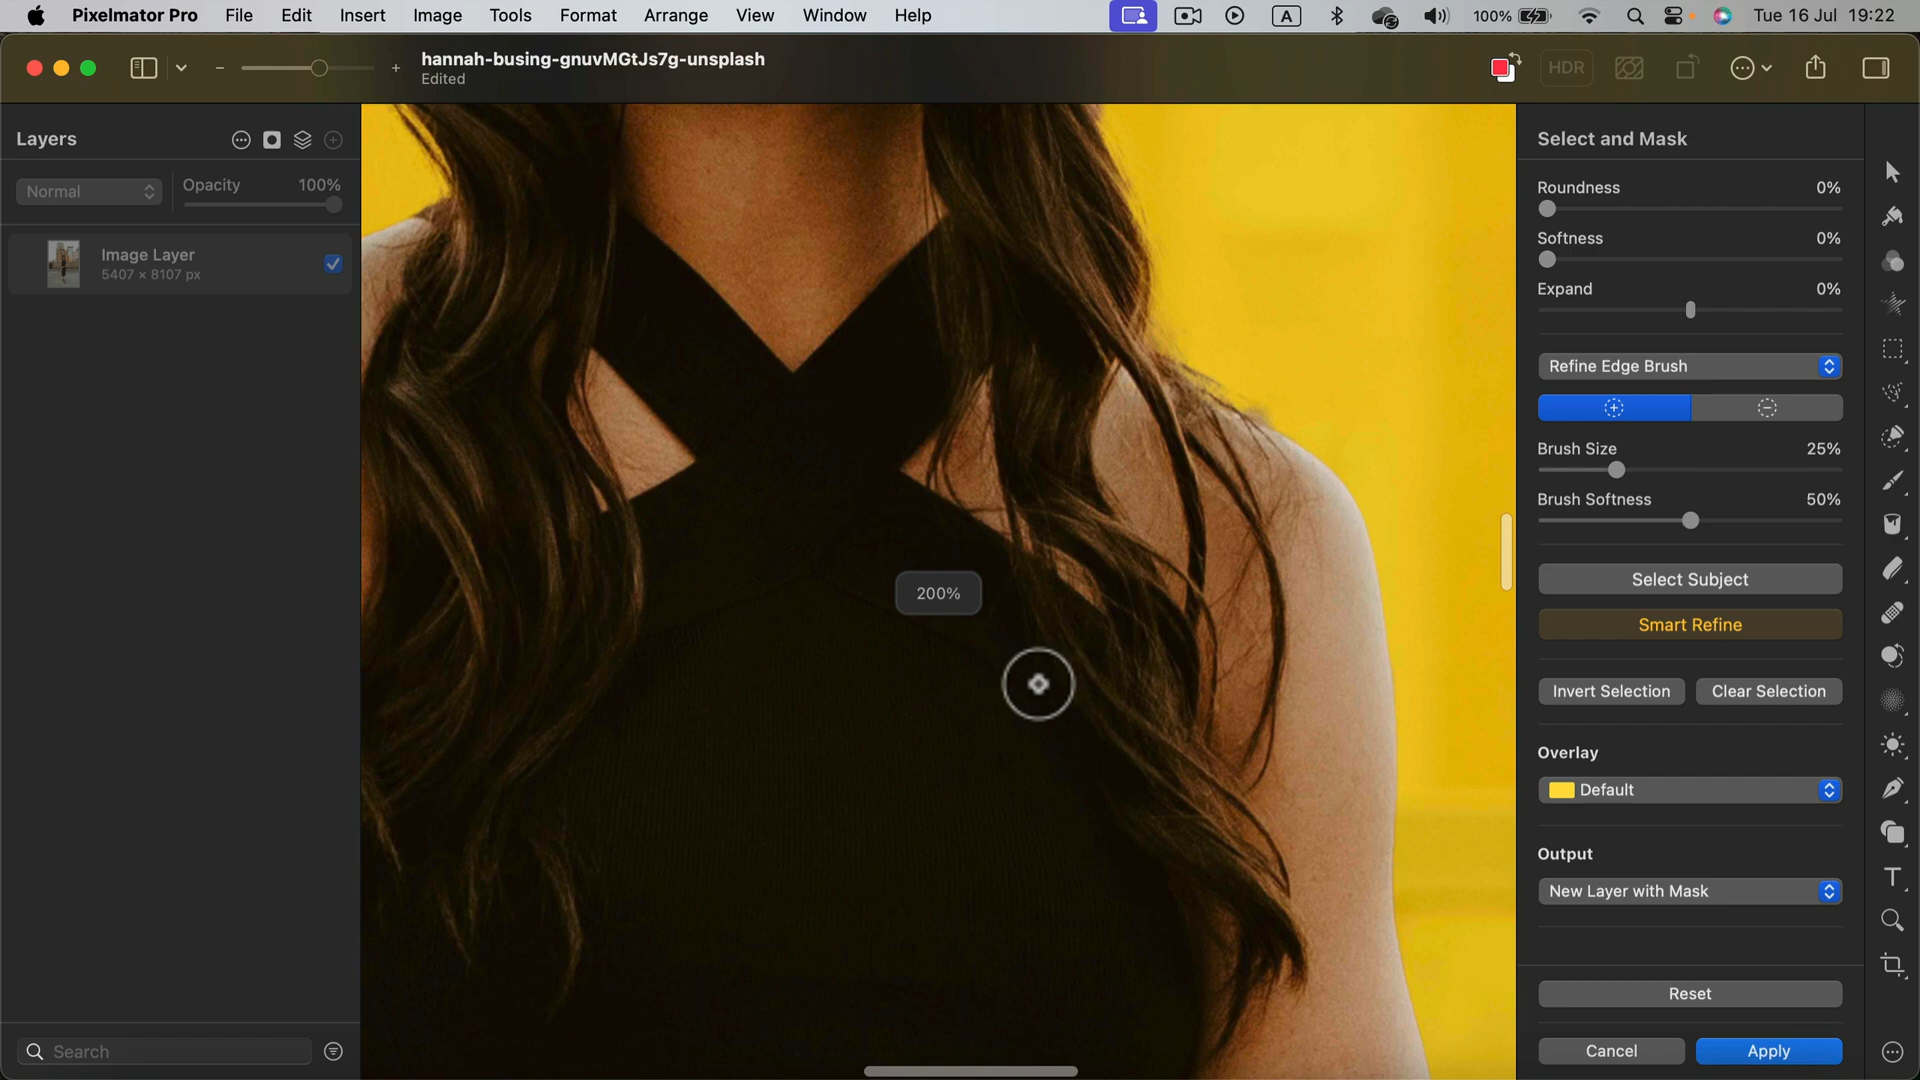 Pixelmator Pro File Edit Insert Image Tools Format Arrange View Window Help A 100% Tue 16 Jul 19:22
hannah-busing-gnuvMGtJs7g-unsplash
Edited
HDR
Layers
Normal
Opacity 100%
Image Layer
5407 × 8107 px
Search
200%
Select and Mask
Roundness 0%
Softness 0%
Expand 0%
Refine Edge Brush
Brush Size 25%
Brush Softness 50%
Select Subject
Smart Refine
Invert Selection Clear Selection
Overlay
Default
Output
New Layer with Mask
Reset
Cancel Apply